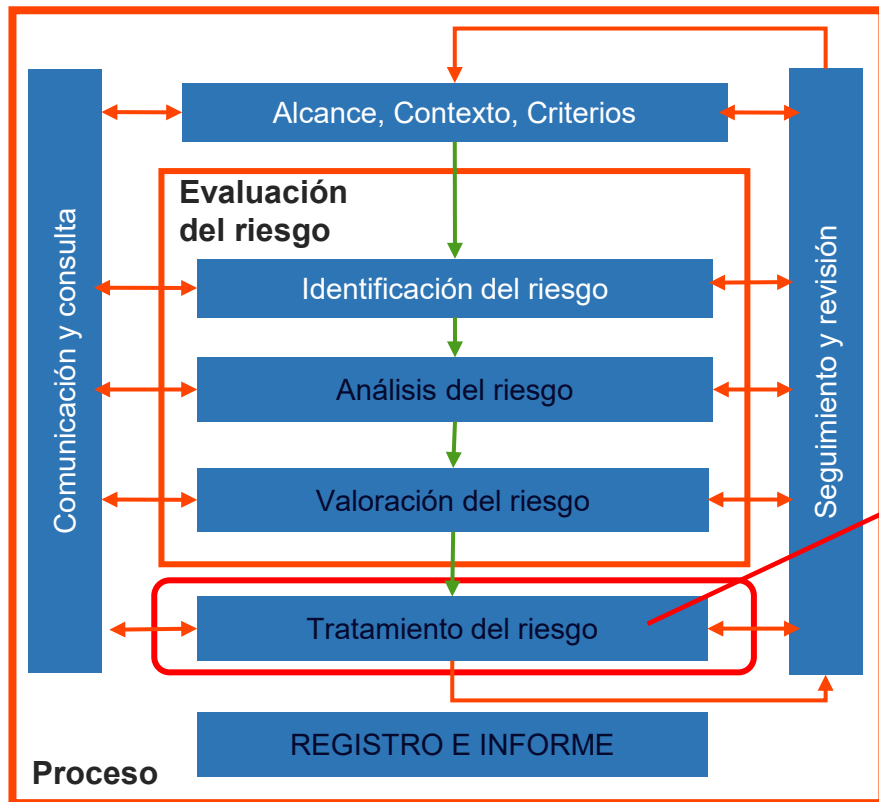 Alcance, Contexto, Criterios
Evaluación
del riesgo
Identificación del riesgo
Análisis del riesgo
Valoración del riesgo
Tratamiento del riesgo
REGISTRO E INFORME
Proceso
Comunicación y consulta
Seguimiento y revisión